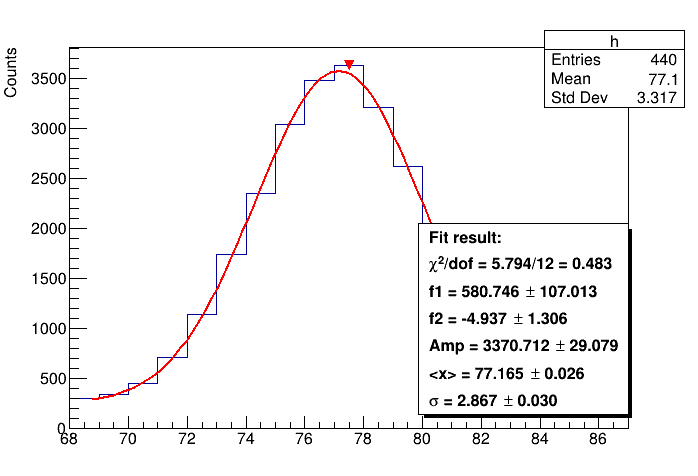 h
Entries 440
Mean 77.1
Std Dev 3.317
Counts
3500
3000
2500
2000
1500
1000
500
0
68 70 72 74 76 78 80 82 84 86
Fit result:
χ²/dof = 5.794/12 = 0.483
f1 = 580.746 ± 107.013
f2 = -4.937 ± 1.306
Amp = 3370.712 ± 29.079
<x> = 77.165 ± 0.026
σ = 2.867 ± 0.030